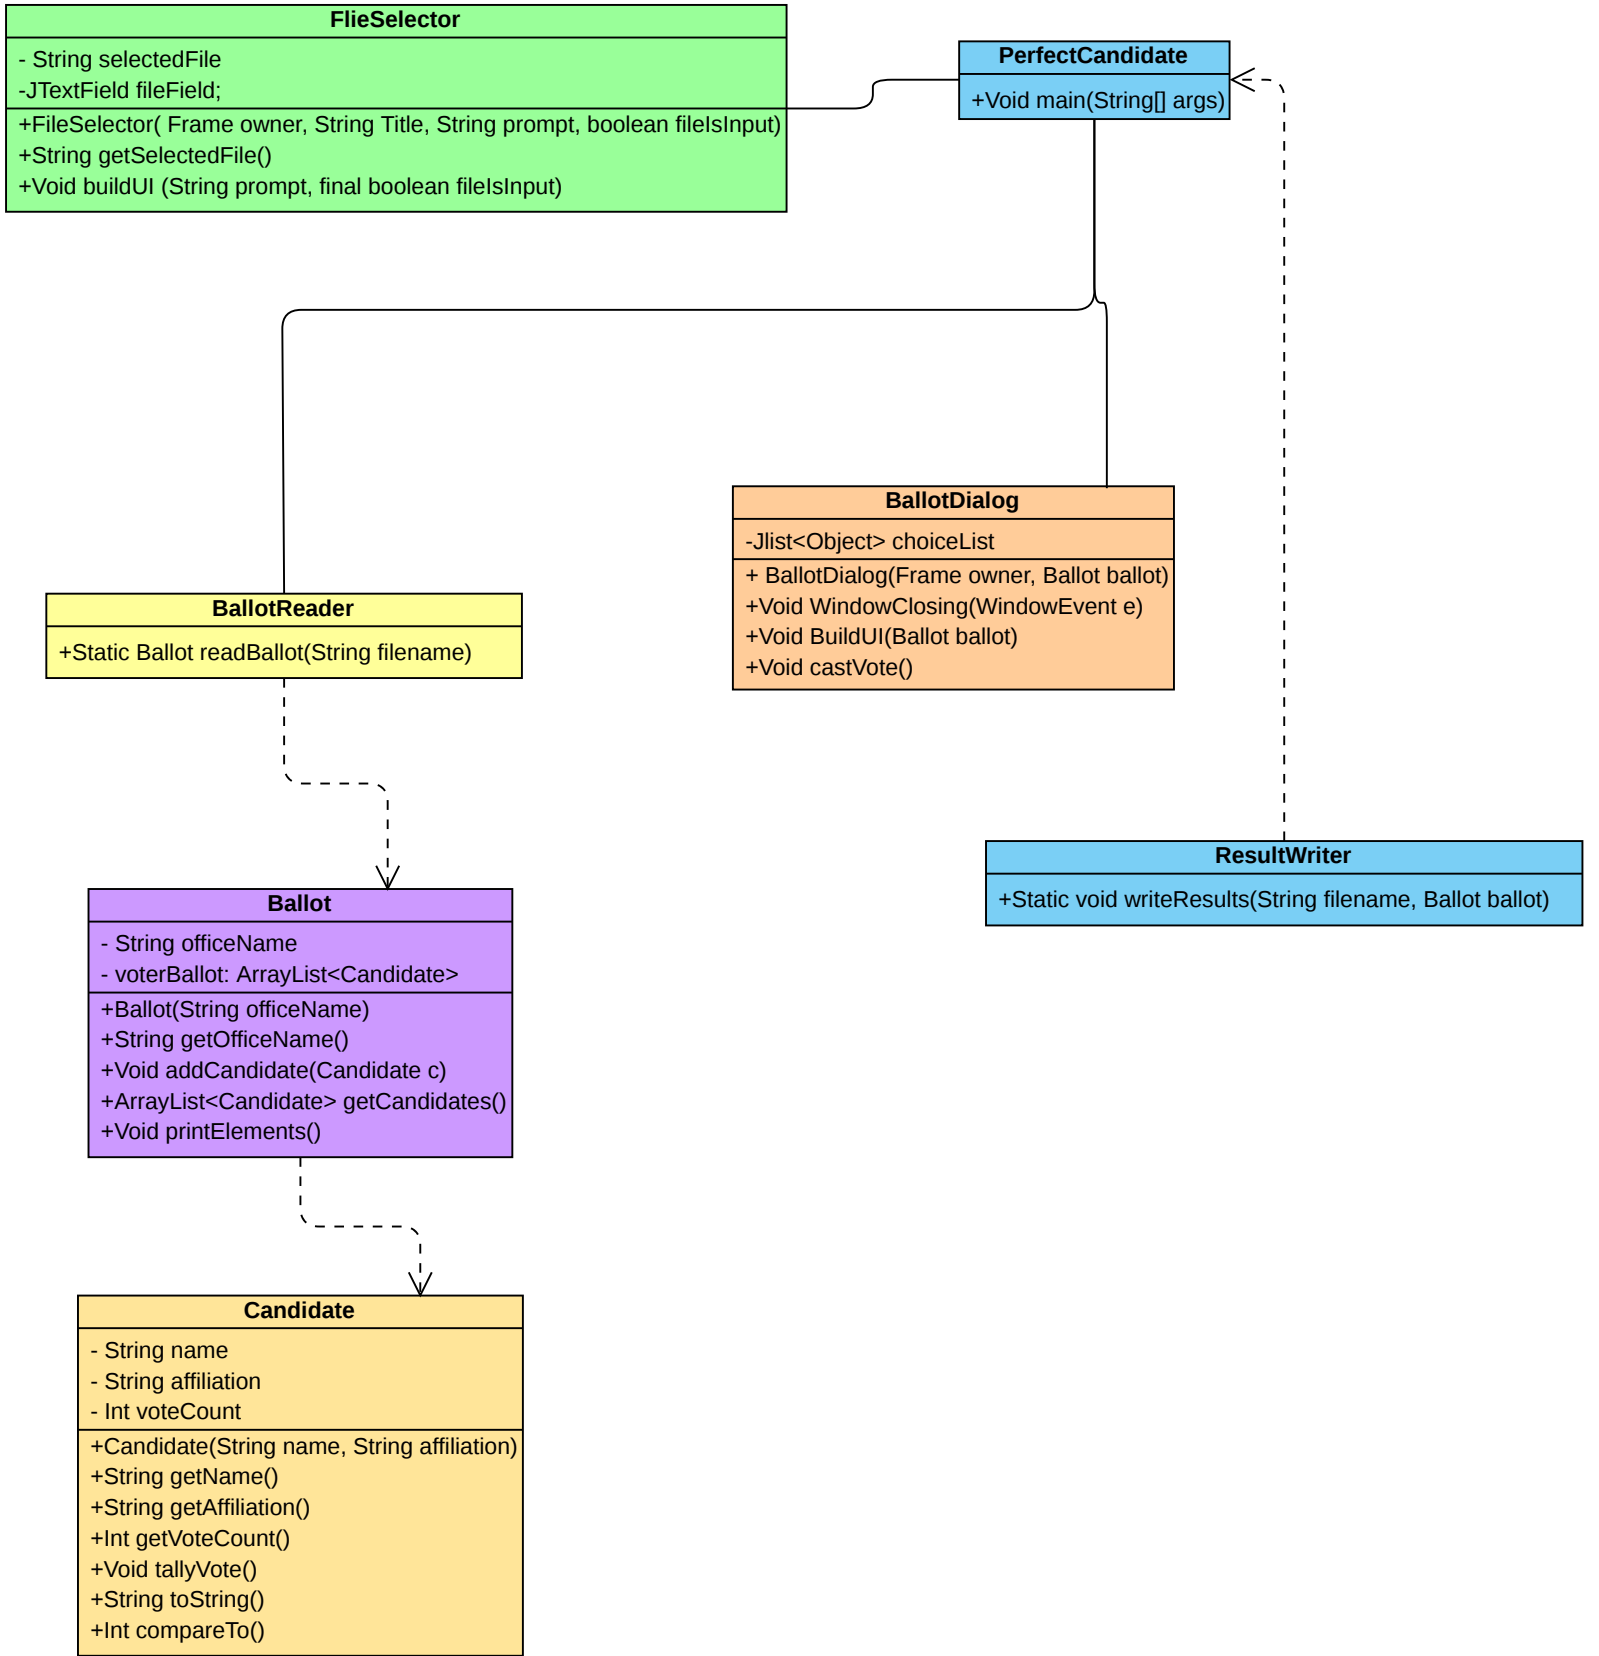 FlieSelector
- String selectedFile
-JTextField fileField;
+FileSelector( Frame owner, String Title, String prompt, boolean fileIsInput)
+String getSelectedFile()
+Void buildUI (String prompt, final boolean fileIsInput)
PerfectCandidate
+Void main(String[] args)
BallotDialog
-Jlist<Object> choiceList
+ BallotDialog(Frame owner, Ballot ballot)
+Void WindowClosing(WindowEvent e)
+Void BuildUI(Ballot ballot)
+Void castVote()
BallotReader
+Static Ballot readBallot(String filename)
ResultWriter
+Static void writeResults(String filename, Ballot ballot)
Ballot
- String officeName
- voterBallot: ArrayList<Candidate>
+Ballot(String officeName)
+String getOfficeName()
+Void addCandidate(Candidate c)
+ArrayList<Candidate> getCandidates()
+Void printElements()
Candidate
- String name
- String affiliation
- Int voteCount
+Candidate(String name, String affiliation)
+String getName()
+String getAffiliation()
+Int getVoteCount()
+Void tallyVote()
+String toString()
+Int compareTo()